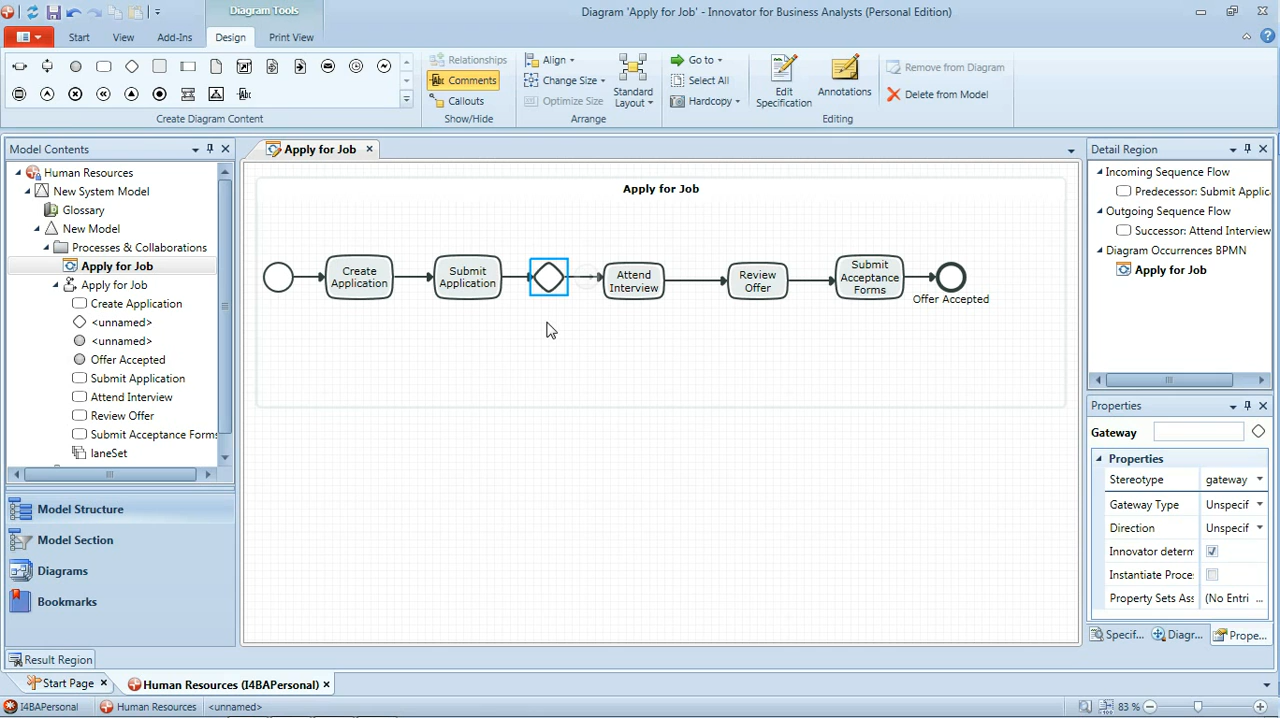 Diagram Tools
Diagram 'Apply for Job' - Innovator for Business Analysts (Personal Edition)
Start View Add-Ins Design Print View
Relationships
Comments
Callouts
Align
Change Size
Optimize Size
Standard
Layout
Go to
Select All
Hardcopy
Edit
Specification
Annotations
Remove from Diagram
Delete from Model
Create Diagram Content Show/Hide Arrange Editing
Model Contents
Human Resources
New System Model
Glossary
New Model
Processes & Collaborations
Apply for Job
Apply for Job
Create Application
<unnamed>
<unnamed>
Offer Accepted
Submit Application
Attend Interview
Review Offer
Submit Acceptance Forms
laneSet
Model Structure
Model Section
Diagrams
Bookmarks
Result Region
Apply for Job
Apply for Job
Create
Application
Submit
Application
Attend
Interview
Review
Offer
Submit
Acceptance
Forms
Offer Accepted
Detail Region
Incoming Sequence Flow
Predecessor: Submit Applica
Outgoing Sequence Flow
Successor: Attend Interview
Diagram Occurrences BPMN
Apply for Job
Properties
Gateway
Properties
Stereotype gateway
Gateway Type Unspecif
Direction Unspecif
Innovator determ
Instantiate Proce
Property Sets Ass (No Entri ...
Specif... Diagr... Prope...
Start Page Human Resources (I4BAPersonal)
I4BAPersonal Human Resources <unnamed> 83 %